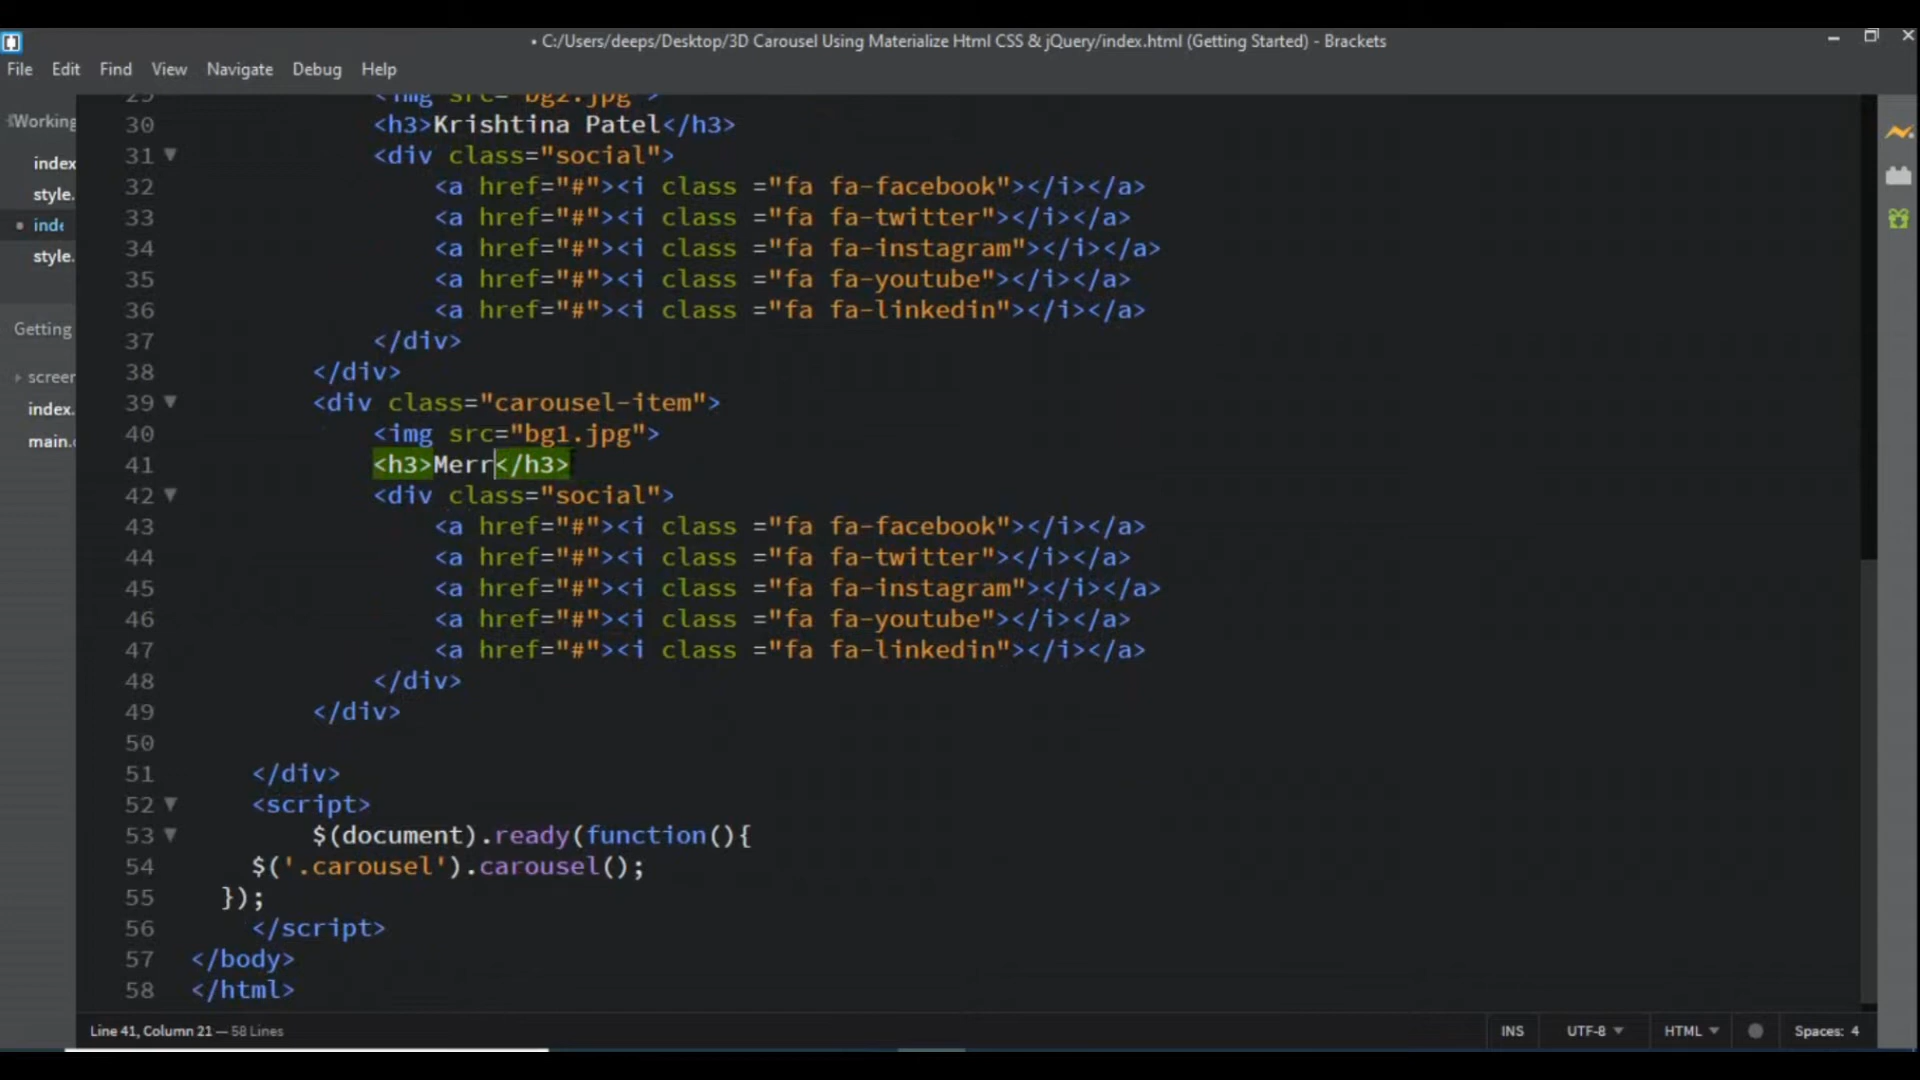 • C:/Users/deeps/Desktop/3D Carousel Using Materialize Html CSS & jQuery/index.html (Getting Started) - Brackets
File Edit Find View Navigate Debug Help
Working
index
style.
inde
style.
Getting
screen
index.
main.c
29 <img src="bg2.jpg">
30 <h3>Krishtina Patel</h3>
31 <div class="social">
32 <a href="#"><i class ="fa fa-facebook"></i></a>
33 <a href="#"><i class ="fa fa-twitter"></i></a>
34 <a href="#"><i class ="fa fa-instagram"></i></a>
35 <a href="#"><i class ="fa fa-youtube"></i></a>
36 <a href="#"><i class ="fa fa-linkedin"></i></a>
37 </div>
38 </div>
39 <div class="carousel-item">
40 <img src="bg1.jpg">
41 <h3>Merr</h3>
42 <div class="social">
43 <a href="#"><i class ="fa fa-facebook"></i></a>
44 <a href="#"><i class ="fa fa-twitter"></i></a>
45 <a href="#"><i class ="fa fa-instagram"></i></a>
46 <a href="#"><i class ="fa fa-youtube"></i></a>
47 <a href="#"><i class ="fa fa-linkedin"></i></a>
48 </div>
49 </div>
50
51 </div>
52 <script>
53 $(document).ready(function(){
54 $('.carousel').carousel();
55 });
56 </script>
57 </body>
58 </html>
Line 41, Column 21 — 58 Lines
INS UTF-8 HTML Spaces: 4